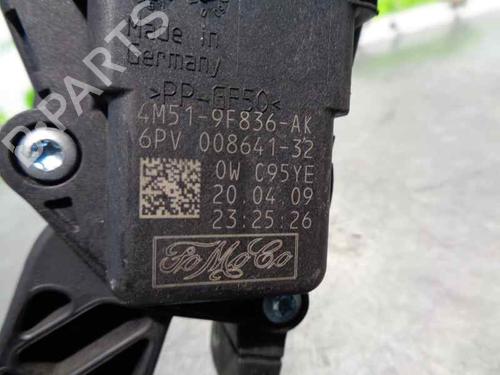 Made in
Germany
>PP-GF50<
4M51-9F836-AK
6PV 008641-32
0W C95YE
20.04.09
23:25:26
FoMoCo